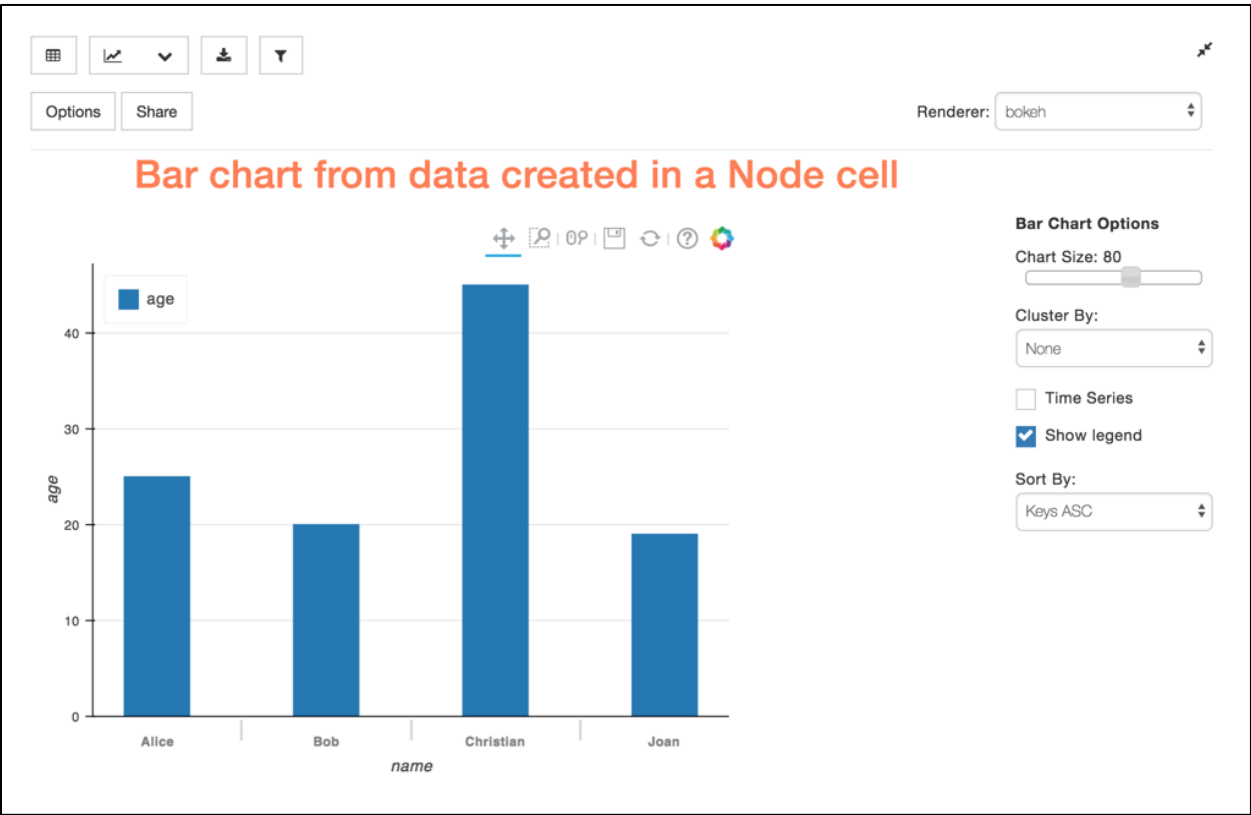 Options Share Renderer: bokeh
Bar chart from data created in a Node cell
Bar Chart Options
Chart Size: 80
Cluster By:
None
Time Series
Show legend
Sort By:
Keys ASC
age
40
30
20
10
0
age
Alice Bob Christian Joan
name